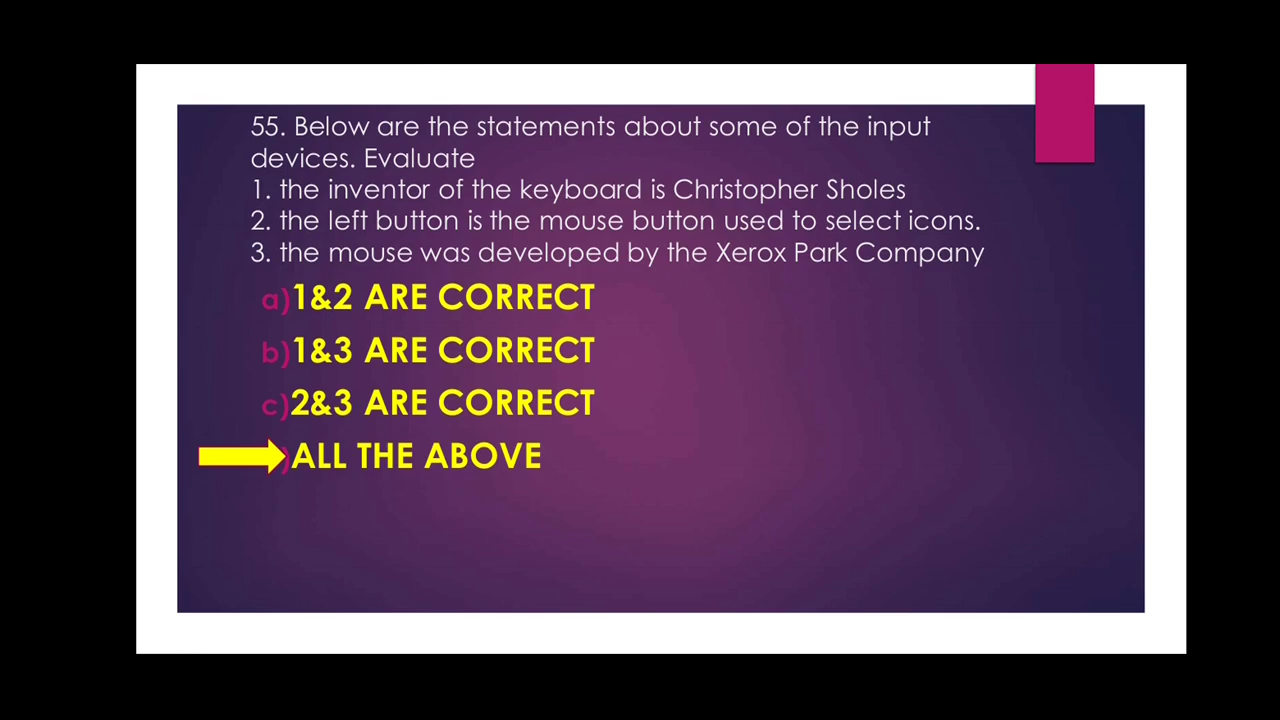 55. Below are the statements about some of the input
devices. Evaluate
1. the inventor of the keyboard is Christopher Sholes
2. the left button is the mouse button used to select icons.
3. the mouse was developed by the Xerox Park Company
a)1&2 ARE CORRECT
b)1&3 ARE CORRECT
c)2&3 ARE CORRECT
)ALL THE ABOVE